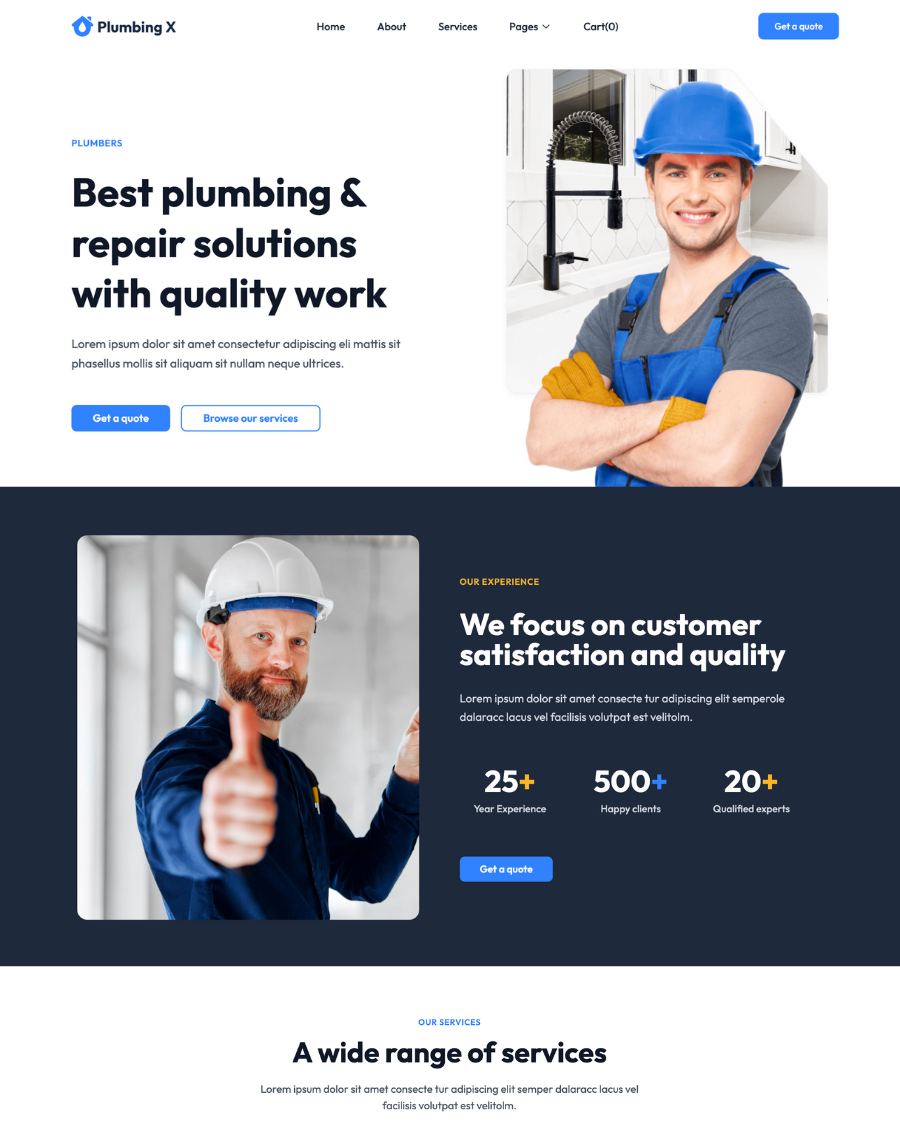 Plumbing X
Home
About
Services
Pages
Cart(0)
Get a quote
PLUMBERS
Best plumbing &
repair solutions
with quality work
Lorem ipsum dolor sit amet consectetur adipiscing eli mattis sit
phasellus mollis sit aliquam sit nullam neque ultrices.
Get a quote
Browse our services
OUR EXPERIENCE
We focus on customer
satisfaction and quality
Lorem ipsum dolor sit amet consecte tur adipiscing elit semperole
dalaracc lacus vel facilisis volutpat est velitolm.
25+
Year Experience
500+
Happy clients
20+
Qualified experts
Get a quote
OUR SERVICES
A wide range of services
Lorem ipsum dolor sit amet consecte tur adipiscing elit semper dalaracc lacus vel
facilisis volutpat est velitolm.